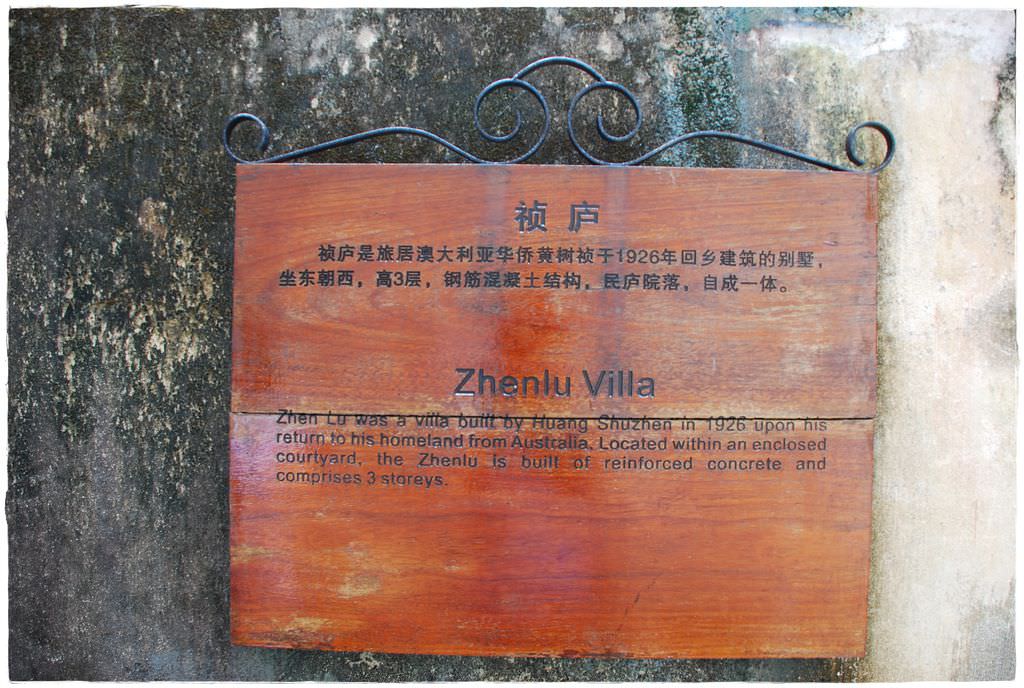 祯庐
祯庐是旅居澳大利亚华侨黄树祯于1926年回乡建筑的别墅，
坐东朝西，高3层，钢筋混凝土结构，民庐院落，自成一体。
Zhenlu Villa
Zhen Lu was a villa built by Huang Shuzhen in 1926 upon his
return to his homeland from Australia. Located within an enclosed
courtyard, the Zhenlu is built of reinforced concrete and
comprises 3 storeys.